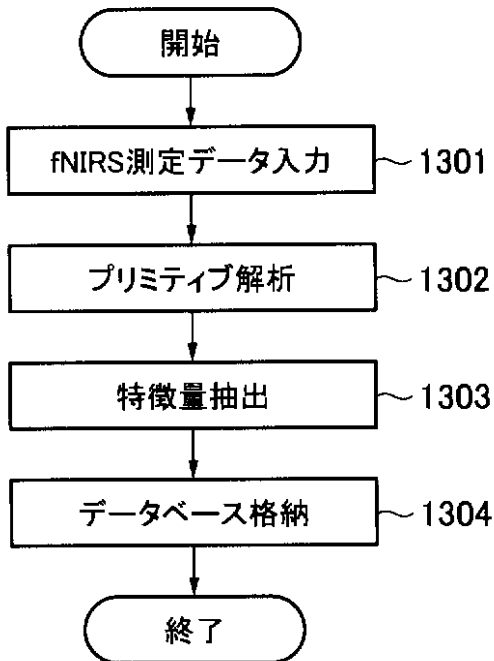 開始
fNIRS測定データ入力 1301
プリミティブ解析 1302
特徴量抽出 1303
データベース格納 1304
終了